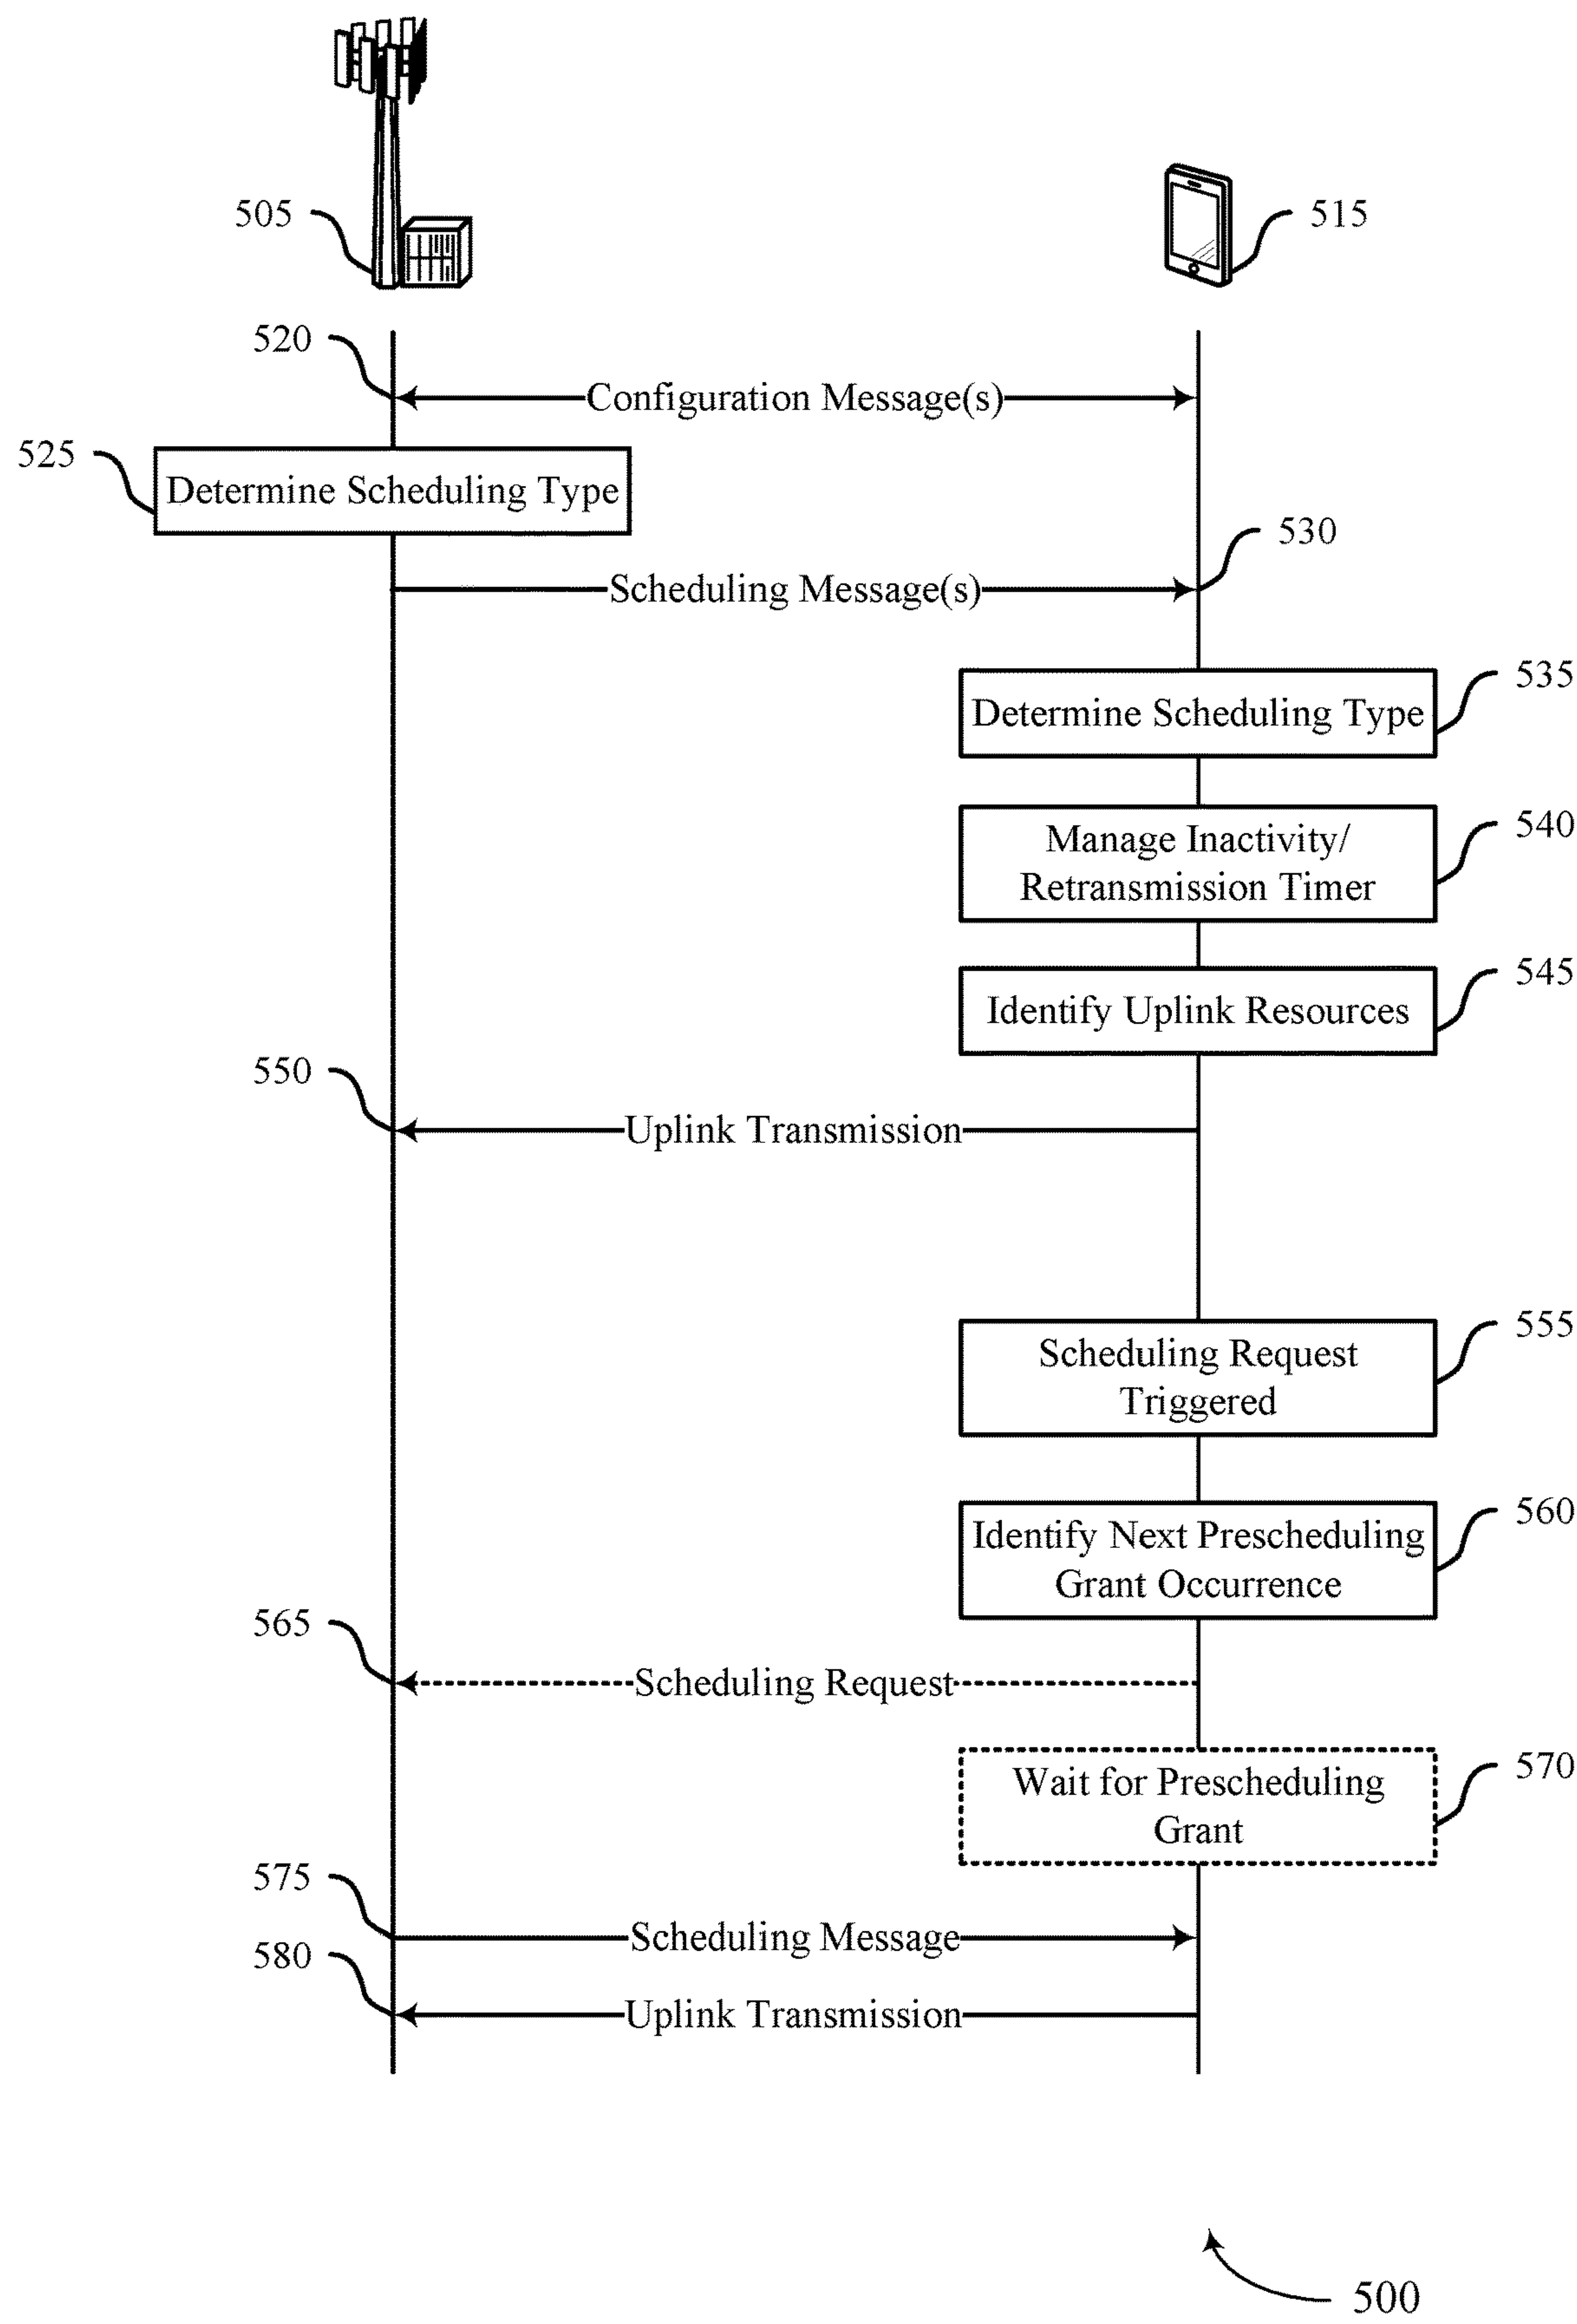 505
515
520
Configuration Message(s)
525
Determine Scheduling Type
530
Scheduling Message(s)
535
Determine Scheduling Type
540
Manage Inactivity/
Retransmission Timer
545
Identify Uplink Resources
550
Uplink Transmission
555
Scheduling Request
Triggered
560
Identify Next Prescheduling
Grant Occurrence
565
Scheduling Request
570
Wait for Prescheduling
Grant
575
Scheduling Message
580
Uplink Transmission
500